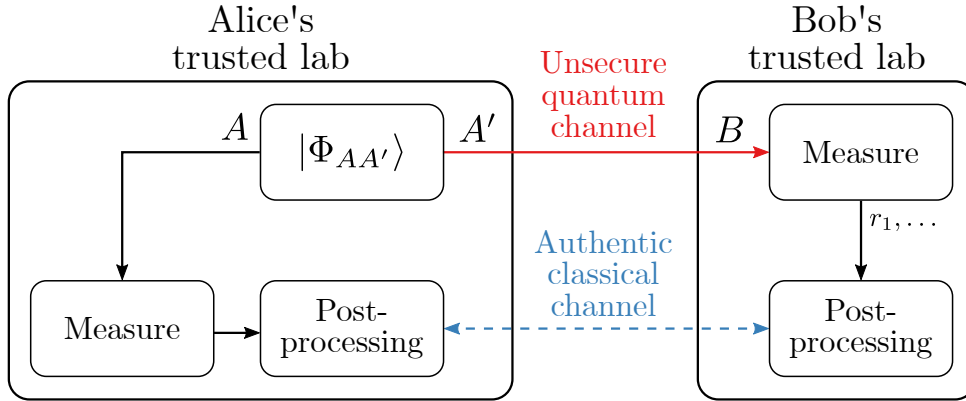 Alice's
trusted lab
Bob's
trusted lab
Unsecure
quantum
channel
A
|Φ_{AA′}⟩
A′
B
Measure
r₁, …
Authentic
classical
channel
Measure
Post-
processing
Post-
processing